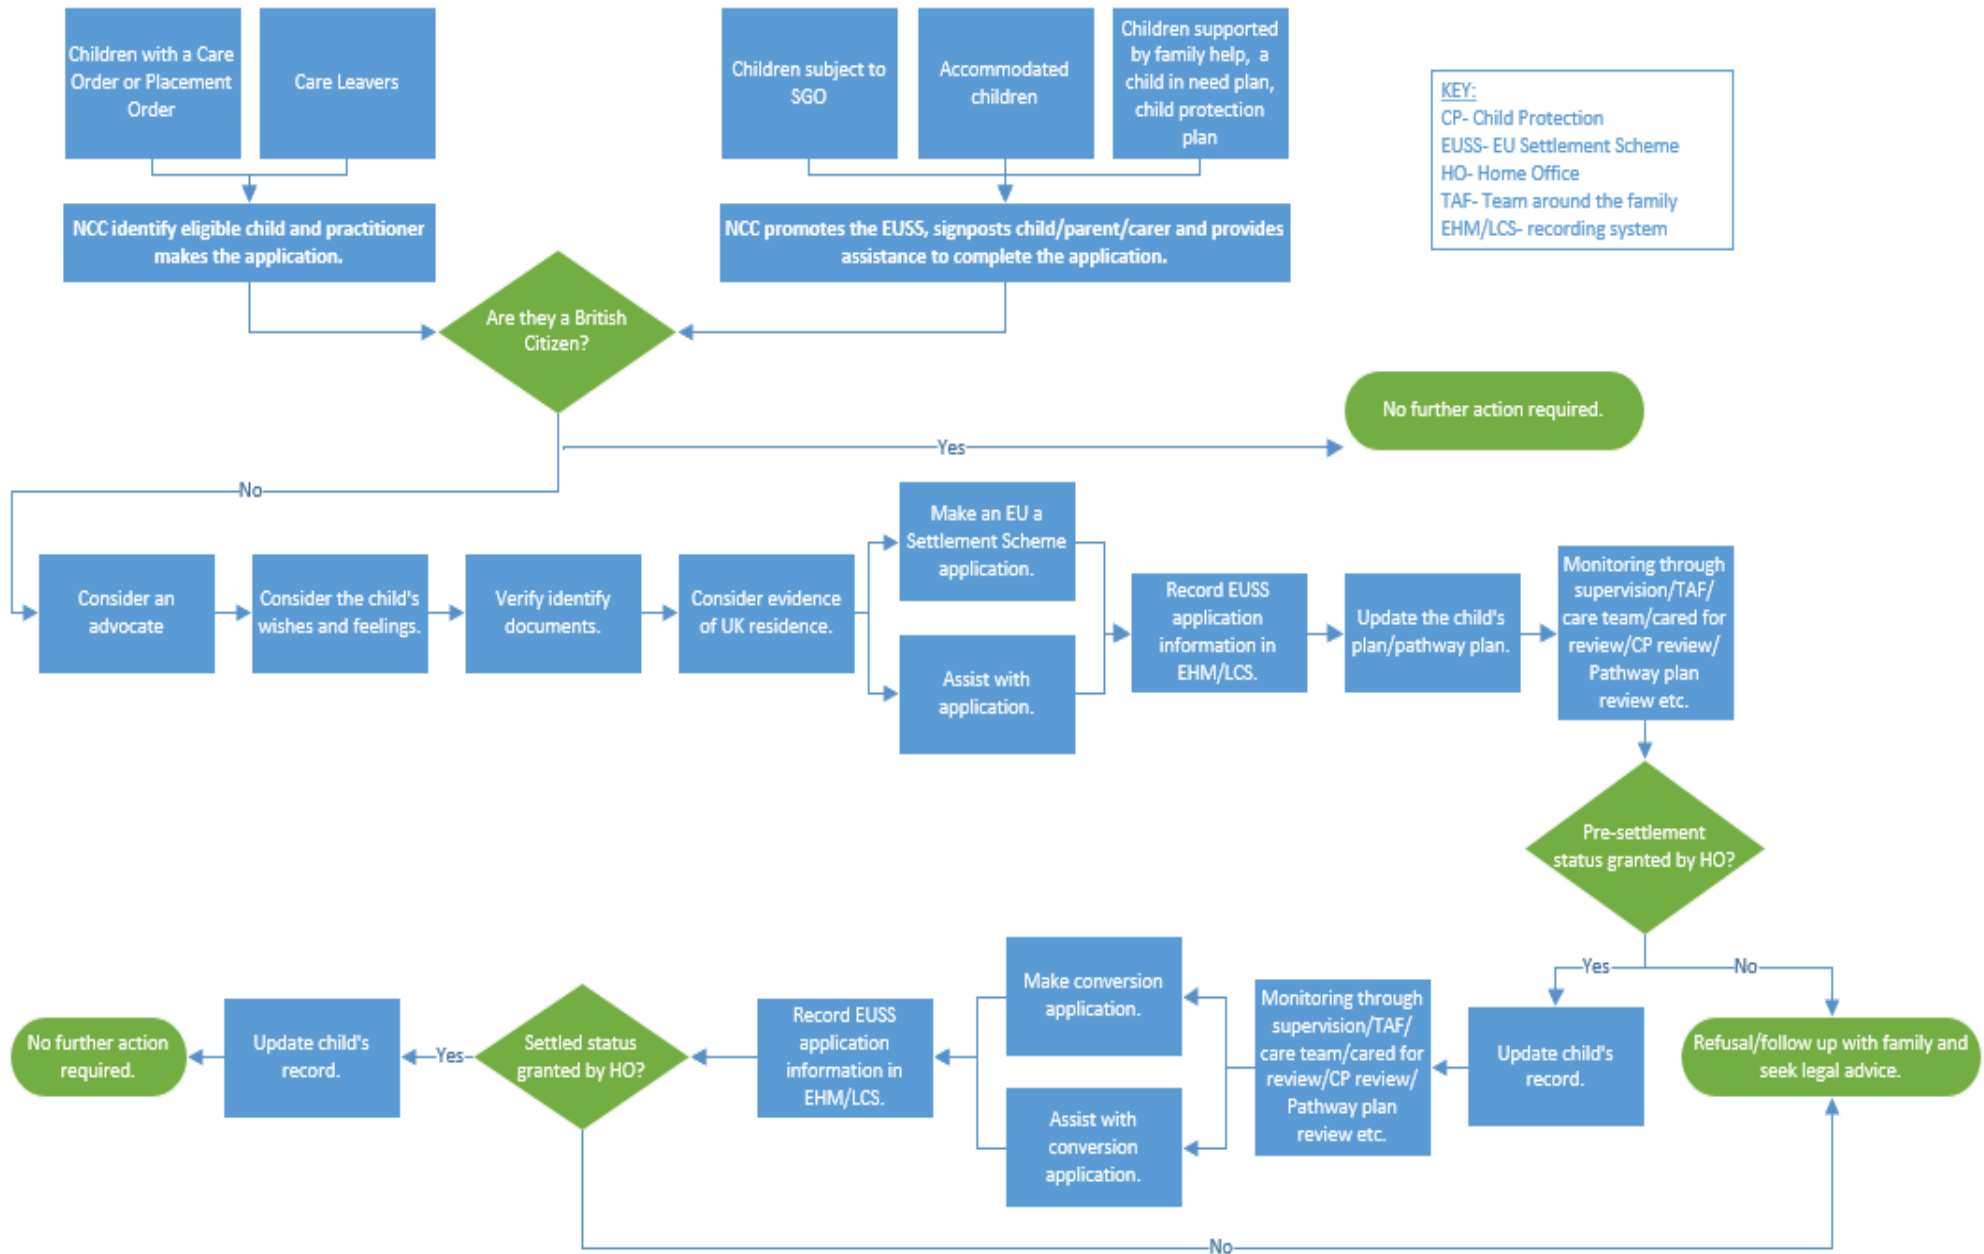 Children with a Care
Order or Placement
Order
Care Leavers
Children subject to
SGO
Accommodated
children
Children supported
by family help,  a
child in need plan,
child protection
plan
KEY:
CP- Child Protection
EUSS- EU Settlement Scheme
HO- Home Office
TAF- Team around the family
EHM/LCS- recording system
NCC identify eligible child and practitioner
makes the application.
NCC promotes the EUSS, signposts child/parent/carer and provides
assistance to complete the application.
Are they a British
Citizen?
No further action required.
Yes
No
Consider an
advocate
Consider the child's
wishes and feelings.
Verify identify
documents.
Consider evidence
of UK residence.
Make an EU a
Settlement Scheme
application.
Assist with
application.
Record EUSS
application
information in
EHM/LCS.
Update the child's
plan/pathway plan.
Monitoring through
supervision/TAF/
care team/cared for
review/CP review/
Pathway plan
review etc.
Pre-settlement
status granted by HO?
Yes
No
Refusal/follow up with family and
seek legal advice.
Update child's
record.
Monitoring through
supervision/TAF/
care team/cared for
review/CP review/
Pathway plan
review etc.
Make conversion
application.
Assist with
conversion
application.
Record EUSS
application
information in
EHM/LCS.
Settled status
granted by HO?
Yes
Update child's
record.
No further action
required.
No